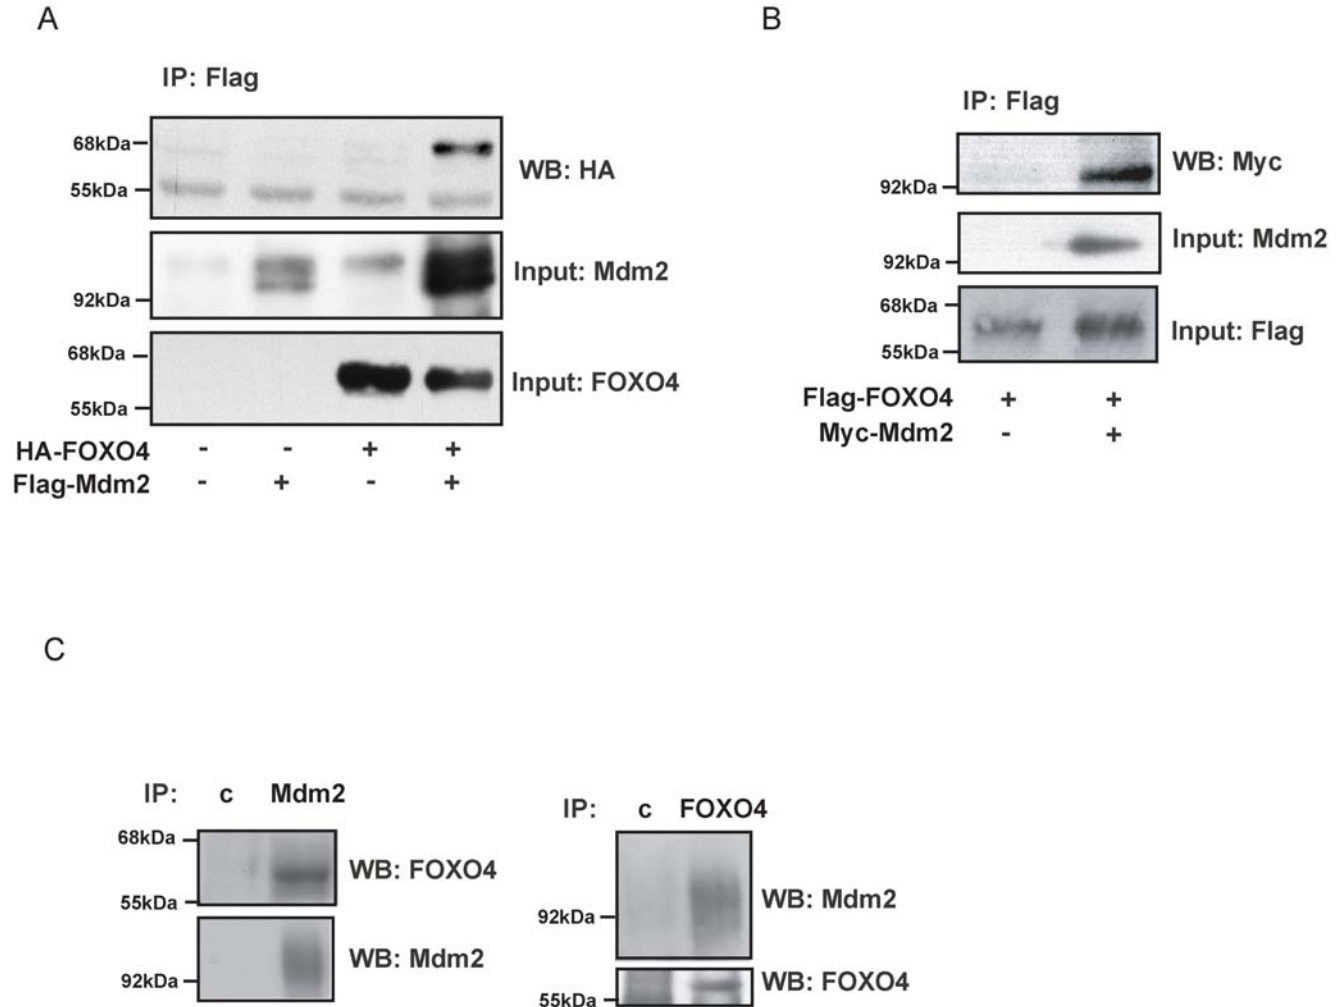 A
IP: Flag
68kDa
55kDa
WB: HA
92kDa
Input: Mdm2
68kDa
55kDa
Input: FOXO4
HA-FOXO4 - - + +
Flag-Mdm2 - + - +
B
IP: Flag
92kDa
WB: Myc
92kDa
Input: Mdm2
68kDa
55kDa
Input: Flag
Flag-FOXO4 + +
Myc-Mdm2 - +
C
IP: c Mdm2
68kDa
55kDa
WB: FOXO4
92kDa
WB: Mdm2
IP: c FOXO4
92kDa
WB: Mdm2
55kDa
WB: FOXO4